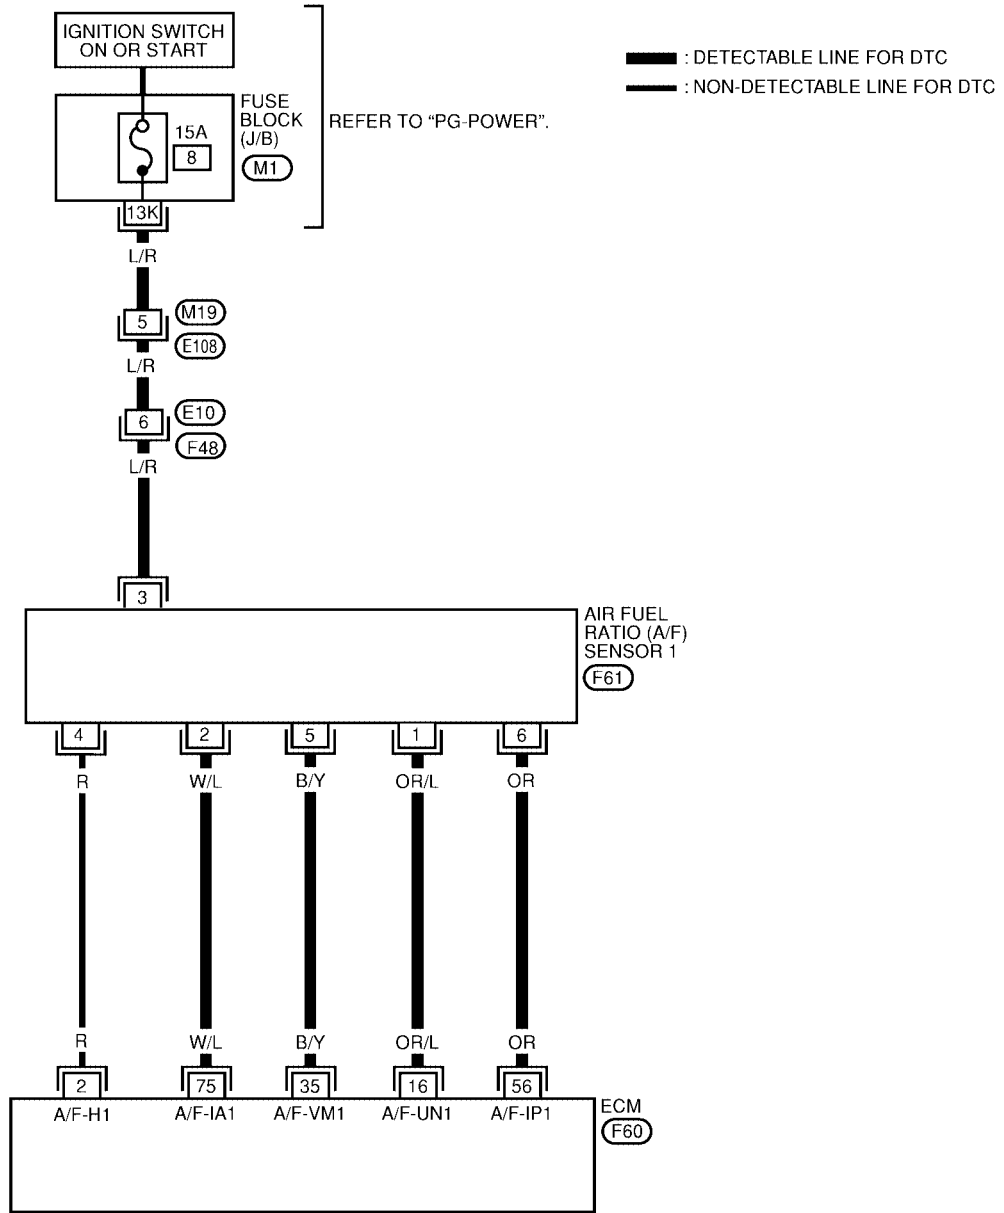 IGNITION SWITCH
ON OR START
: DETECTABLE LINE FOR DTC
: NON-DETECTABLE LINE FOR DTC
FUSE
BLOCK
(J/B)
M1
15A
8
REFER TO “PG-POWER”.
13K
L/R
5
M19
E108
L/R
6
E10
F48
L/R
3
AIR FUEL
RATIO (A/F)
SENSOR 1
F61
4 2 5 1 6
R W/L B/Y OR/L OR
R W/L B/Y OR/L OR
2 75 35 16 56
A/F-H1 A/F-IA1 A/F-VM1 A/F-UN1 A/F-IP1
ECM
F60